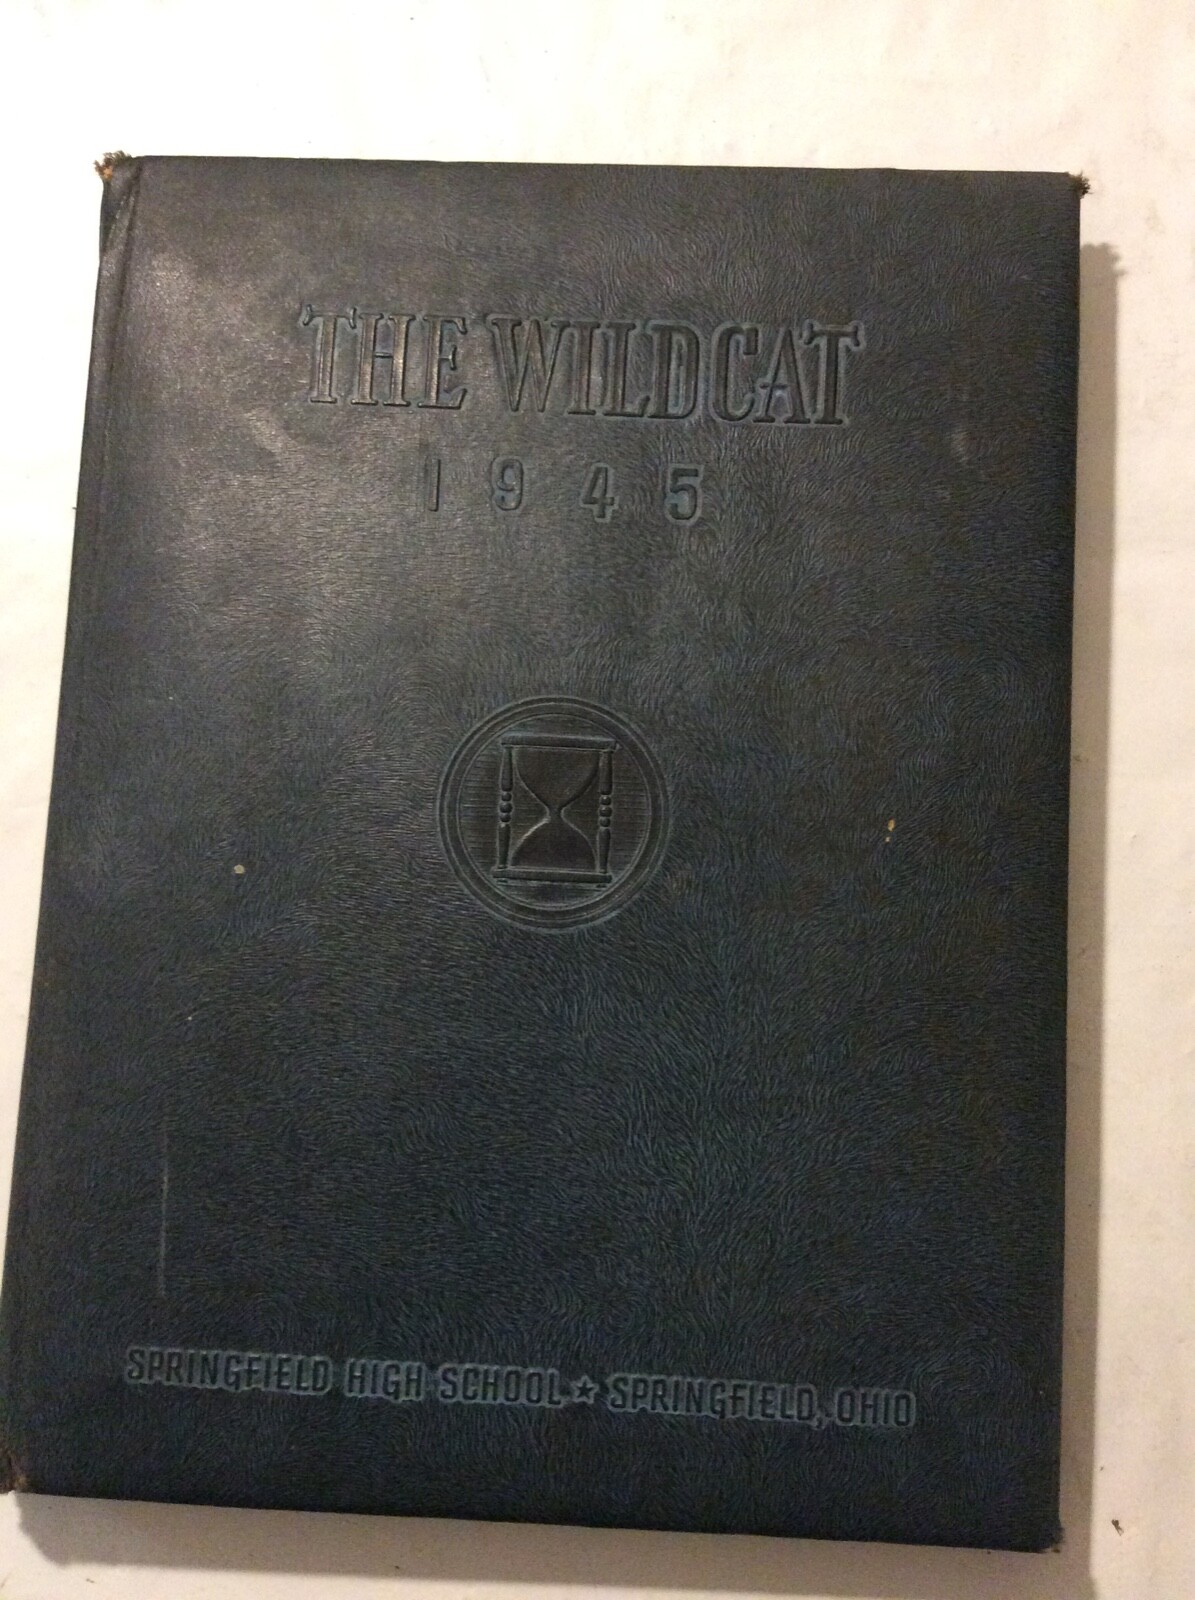 THE WILDCAT
1945
SPRINGFIELD HIGH SCHOOL ★ SPRINGFIELD, OHIO